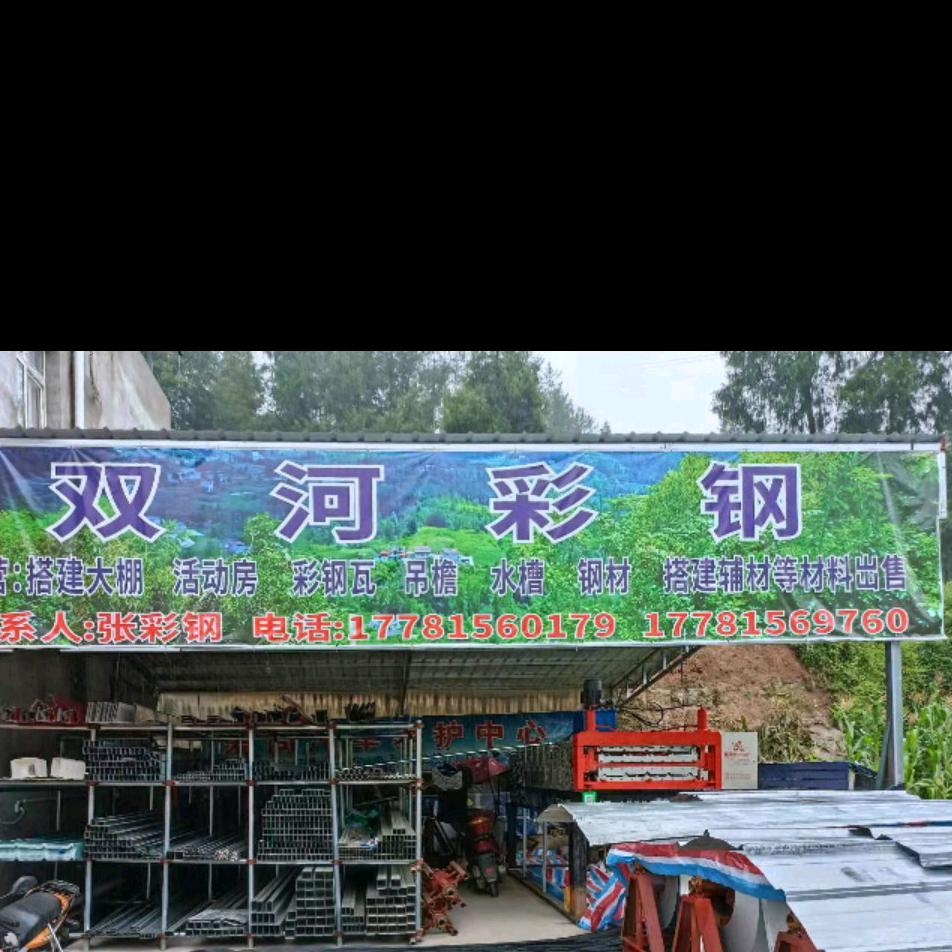 双河彩钢
营:搭建大棚 活动房 彩钢瓦 吊檐 水槽 钢材 搭建辅材等材料出售
系人:张彩钢 电话:17781560179 17781569760
护中心